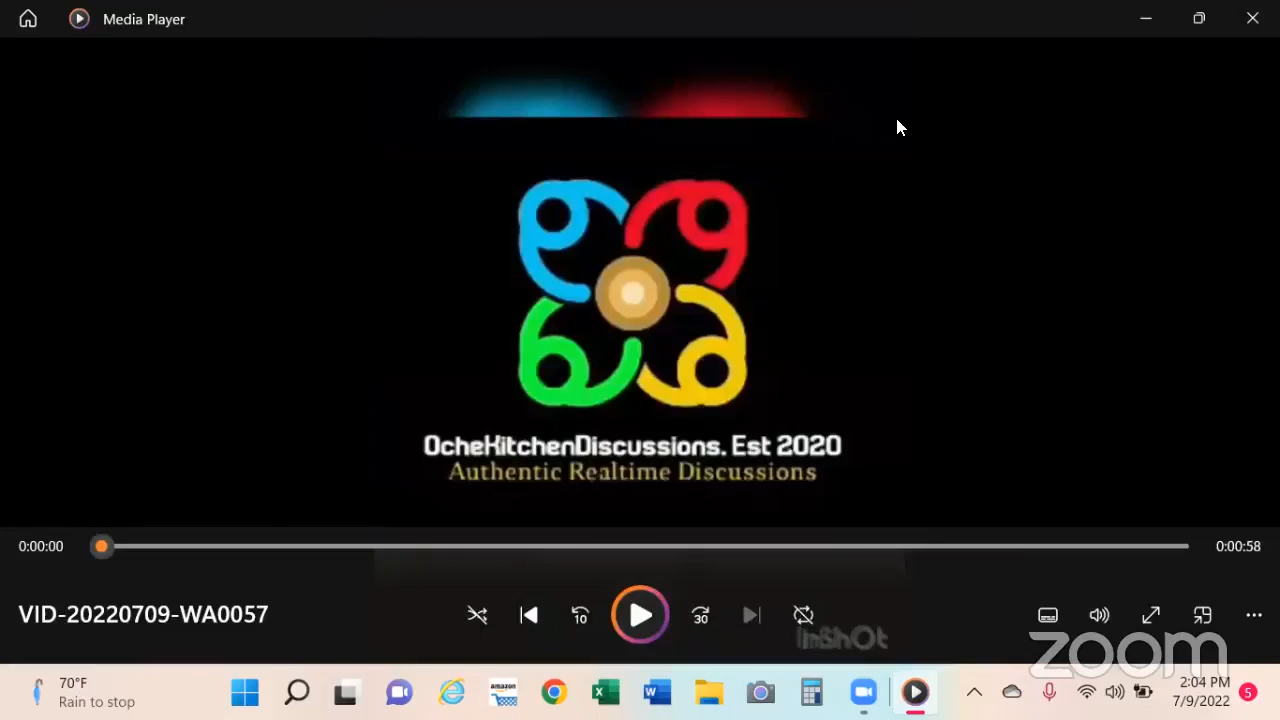 Media Player
OcheKitchenDiscussions. Est 2020
Authentic Realtime Discussions
0:00:00
0:00:58
VID-20220709-WA0057
10
30
InShOt
zoom
70°F
Rain to stop
amazon
2:04 PM
7/9/2022
5